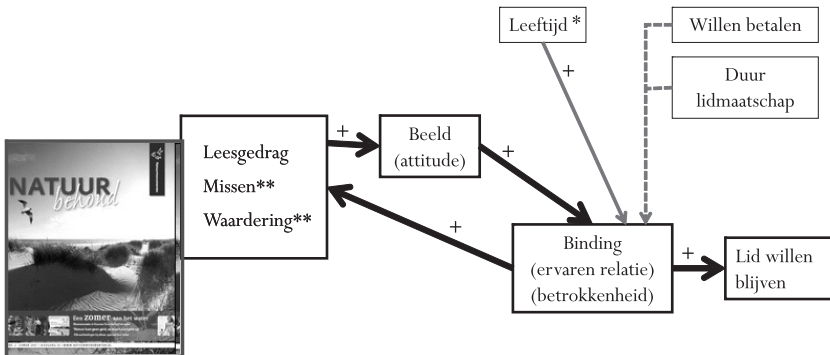 Leeftijd *
Willen betalen
Duur
lidmaatschap
+
Leesgedrag
Missen**
Waardering**
+
Beeld
(attitude)
+
+
Binding
(ervaren relatie)
(betrokkenheid)
+
Lid willen
blijven
NATUUR
behoud
Een zomer aan het water